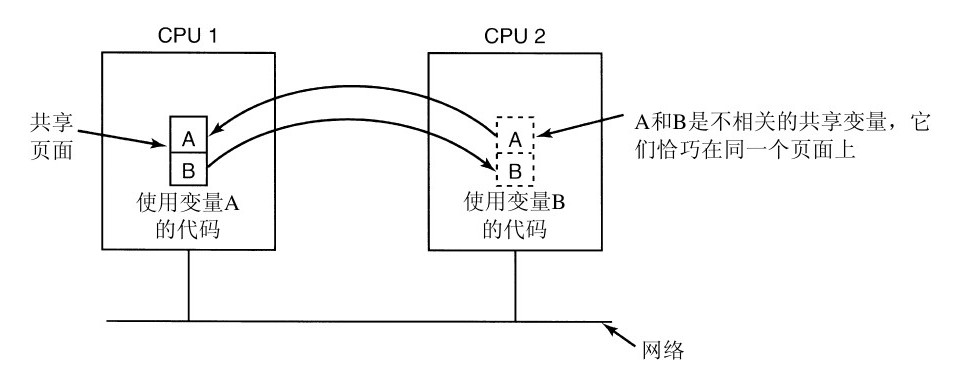 CPU 1
CPU 2
共享
页面
A
B
A
B
A和B是不相关的共享变量，它
们恰巧在同一个页面上
使用变量A
的代码
使用变量B
的代码
网络